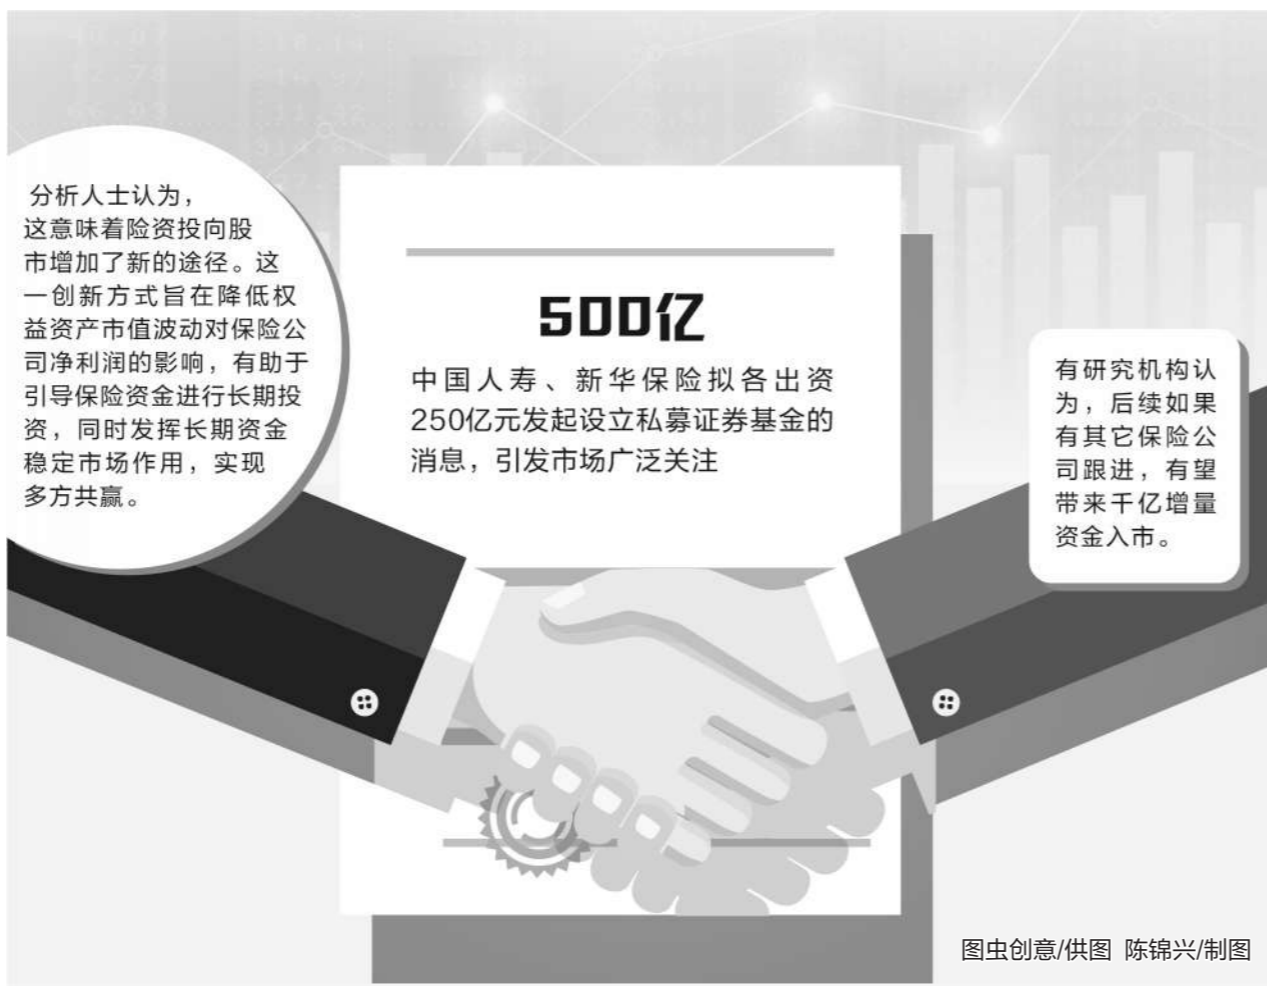 分析人士认为，
这意味着险资投向股
市增加了新的途径。这
一创新方式旨在降低权
益资产市值波动对保险公
司净利润的影响，有助于
引导保险资金进行长期投
资，同时发挥长期资金
稳定市场作用，实现
多方共赢。
500亿
中国人寿、新华保险拟各出资
250亿元发起设立私募证券基金的
消息，引发市场广泛关注
有研究机构认
为，后续如果
有其它保险公
司跟进，有望
带来千亿增量
资金入市。
图虫创意/供图 陈锦兴/制图